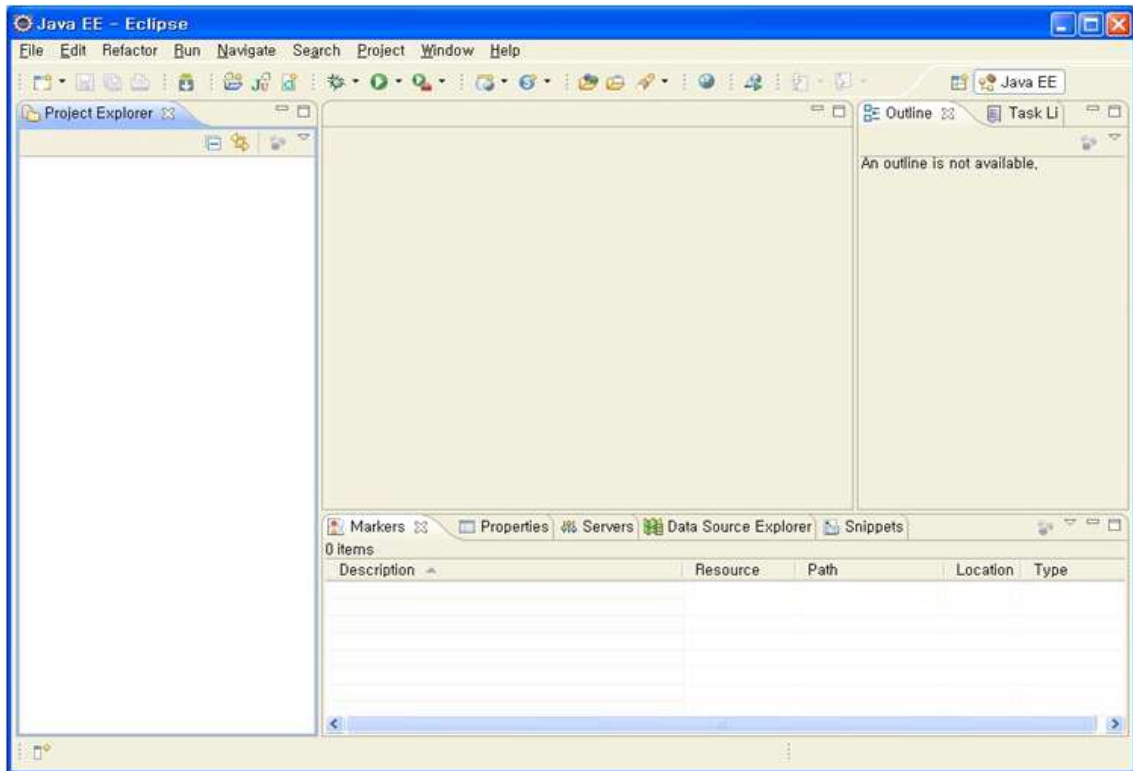 Java EE - Eclipse
File Edit Refactor Run Navigate Search Project Window Help
Java EE
Project Explorer
Outline Task Li
An outline is not available.
Markers Properties Servers Data Source Explorer Snippets
0 items
Description Resource Path Location Type